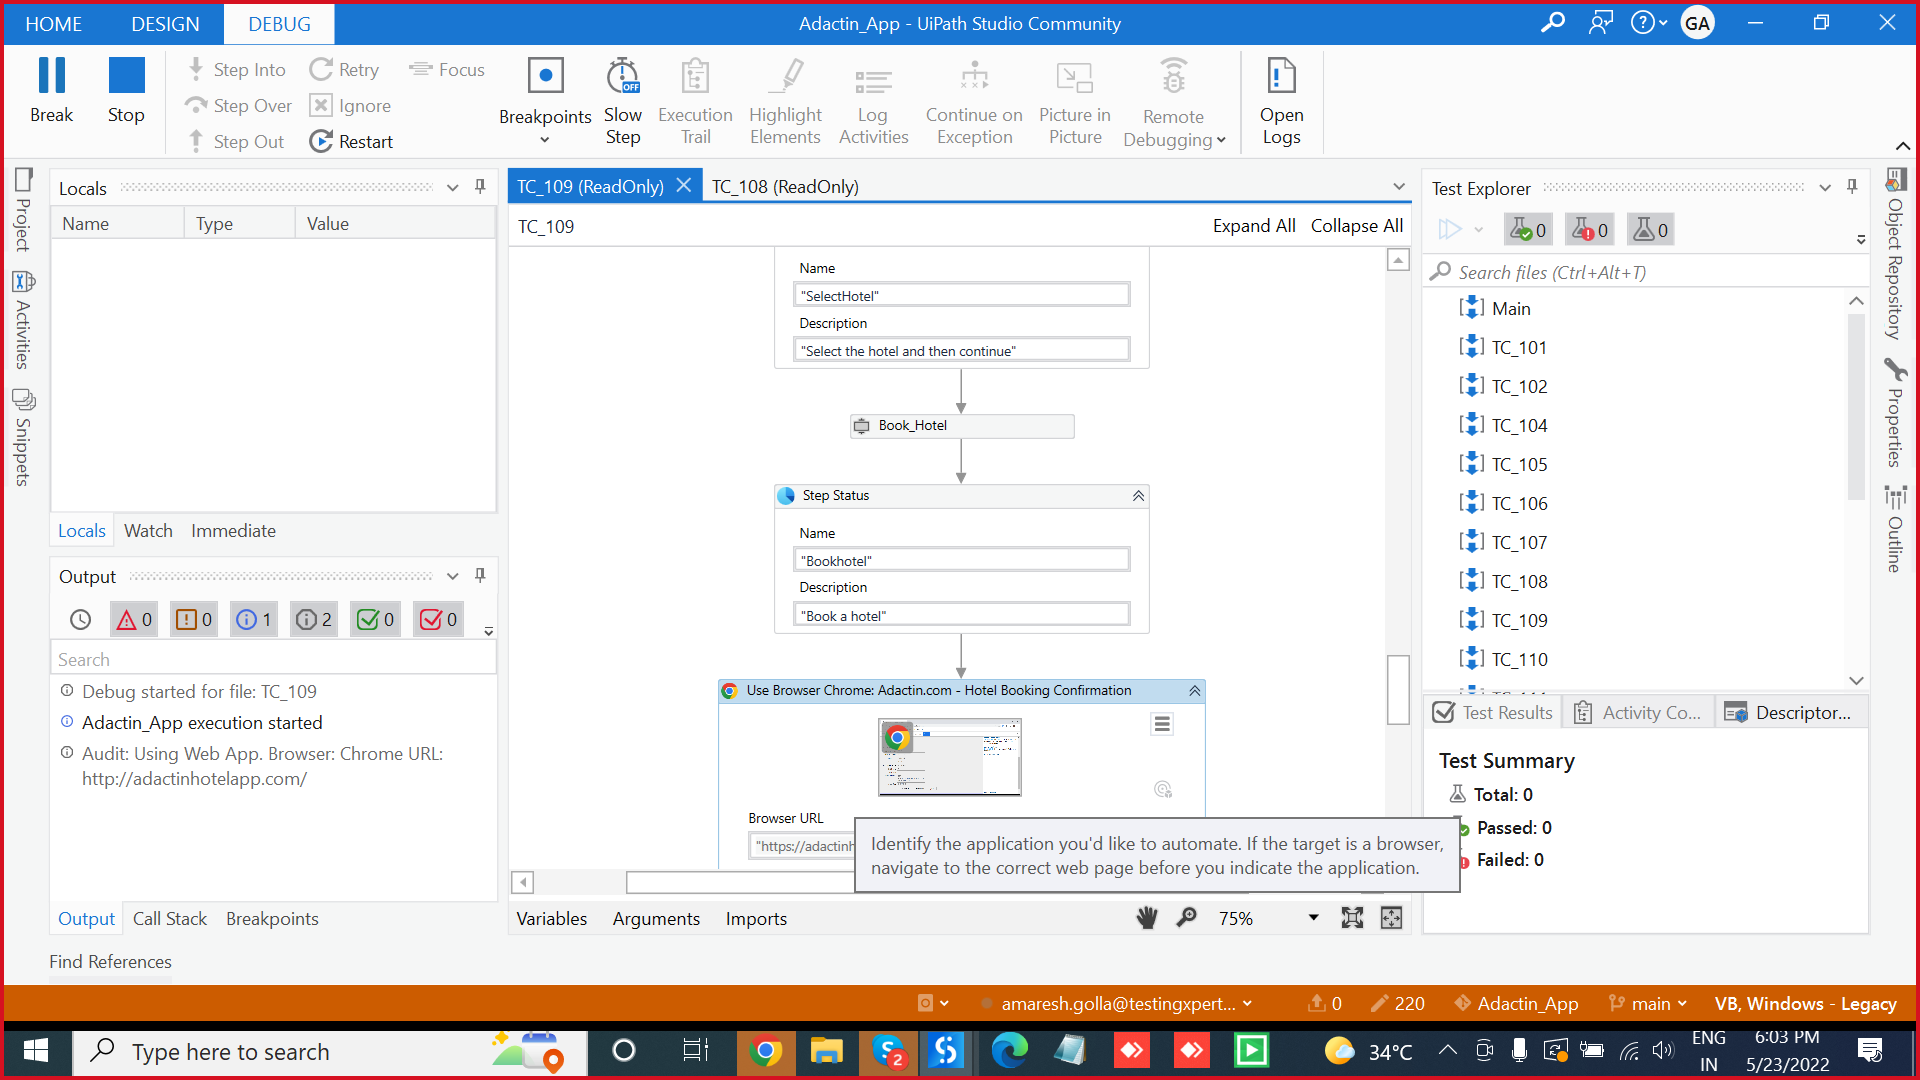 HOME DESIGN DEBUG
Adactin_App - UiPath Studio Community
GA
Break
Stop
Step Into
Step Over
Step Out
Retry
Ignore
Restart
Focus
Breakpoints
Slow
Step
OFF
Execution
Trail
Highlight
Elements
Log
Activities
Continue on
Exception
Picture in
Picture
Remote
Debugging
Open
Logs
Project
Activities
Snippets
Locals
Name Type Value
Locals Watch Immediate
Output
0 0 1 2 0 0
Search
Debug started for file: TC_109
Adactin_App execution started
Audit: Using Web App. Browser: Chrome URL:
http://adactinhotelapp.com/
Output Call Stack Breakpoints
Find References
TC_109 (ReadOnly) TC_108 (ReadOnly)
TC_109 Expand All Collapse All
Name
"SelectHotel"
Description
"Select the hotel and then continue"
Book_Hotel
Step Status
Name
"Bookhotel"
Description
"Book a hotel"
Use Browser Chrome: Adactin.com - Hotel Booking Confirmation
Browser URL
"https://adactinh
Identify the application you'd like to automate. If the target is a browser,
navigate to the correct web page before you indicate the application.
Variables Arguments Imports 75%
Test Explorer
0 0 0
Search files (Ctrl+Alt+T)
Main
TC_101
TC_102
TC_104
TC_105
TC_106
TC_107
TC_108
TC_109
TC_110
Test Results Activity Co... Descriptor...
Test Summary
Total: 0
Passed: 0
Failed: 0
Object Repository
Properties
Outline
amaresh.golla@testingxpert... 0 220 Adactin_App main VB, Windows - Legacy
Type here to search
2
34°C
ENG
IN
6:03 PM
5/23/2022